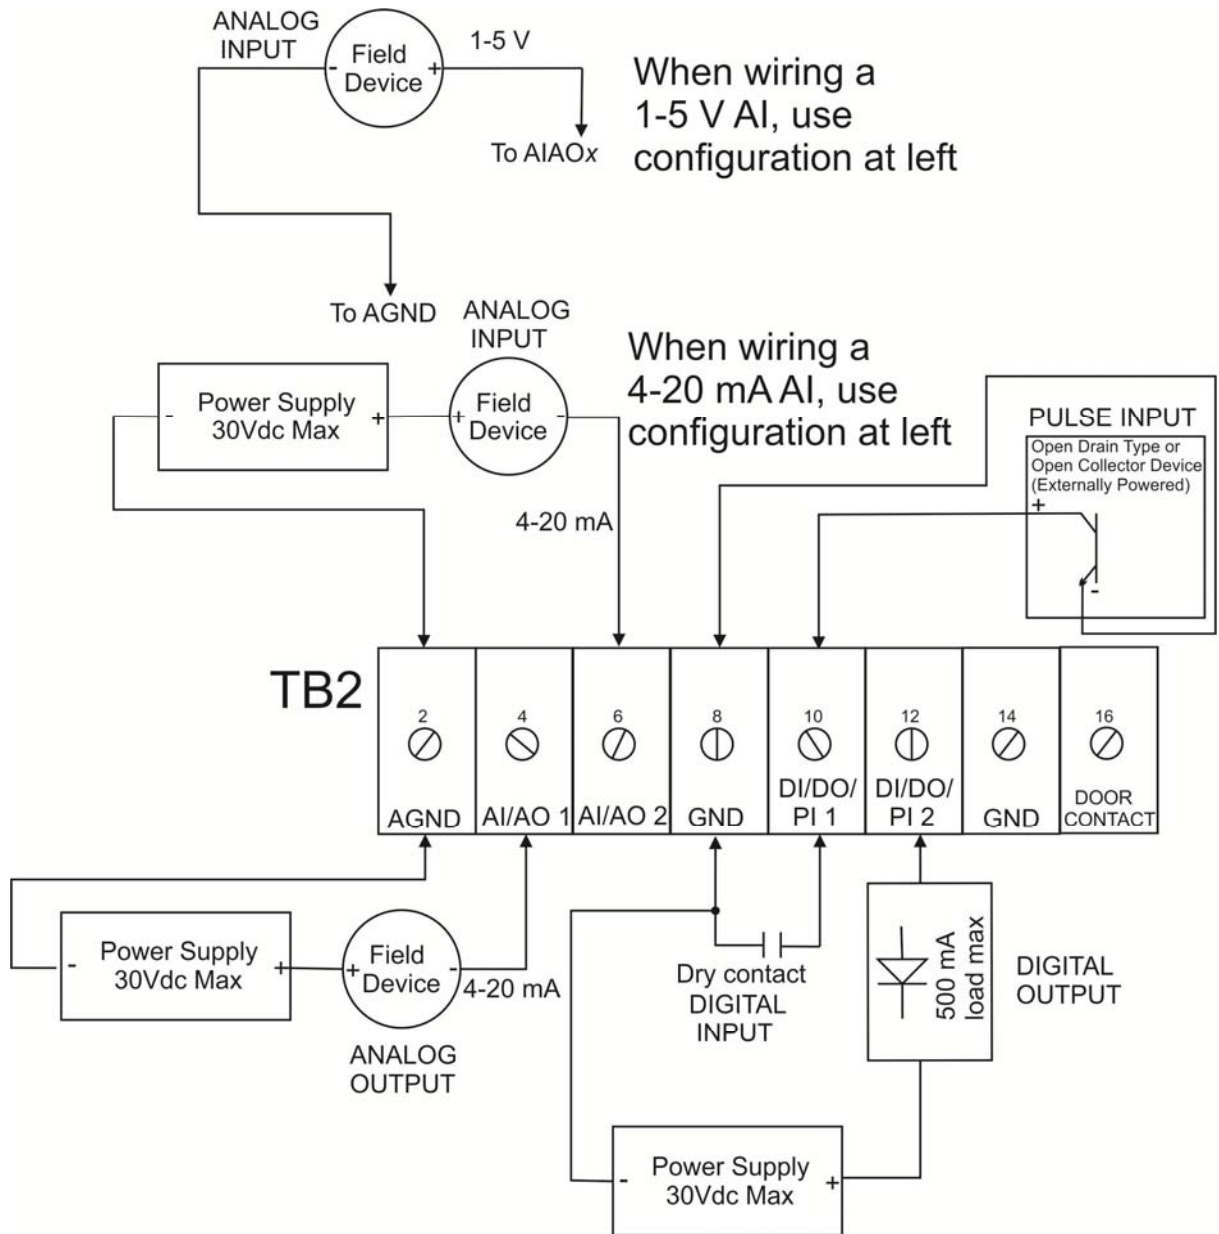 ANALOG
INPUT
1-5 V
- Field +
Device
When wiring a
1-5 V AI, use
configuration at left
To AIAOx
To AGND
ANALOG
INPUT
When wiring a
4-20 mA AI, use
configuration at left
- Power Supply +
30Vdc Max
+ Field -
Device
4-20 mA
PULSE INPUT
Open Drain Type or
Open Collector Device
(Externally Powered)
+
-
TB2
2 4 6 8 10 12 14 16
AGND
AI/AO 1
AI/AO 2
GND
DI/DO/
PI 1
DI/DO/
PI 2
GND
DOOR
CONTACT
- Power Supply +
30Vdc Max
+ Field -
Device
4-20 mA
ANALOG
OUTPUT
Dry contact
DIGITAL
INPUT
500 mA
load max
DIGITAL
OUTPUT
- Power Supply +
30Vdc Max